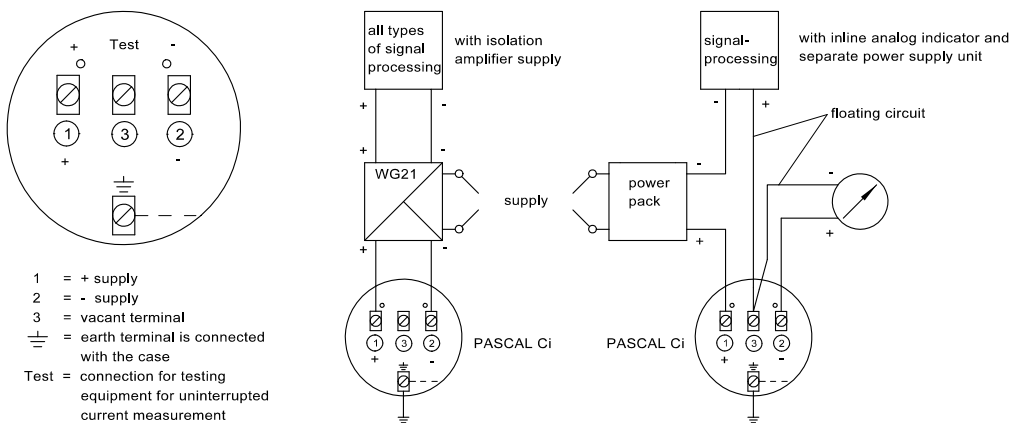 + Test -
1 3 2
+ -
1 = + supply
2 = - supply
3 = vacant terminal
= earth terminal is connected
with the case
Test = connection for testing
equipment for uninterrupted
current measurement
all types
of signal
processing
with isolation
amplifier supply
+ -
+ -
WG21
+ -
supply
1 3 2
+ -
PASCAL Ci
signal-
processing
with inline analog indicator and
separate power supply unit
- +
floating circuit
-
power
pack
+
-
+
1 3 2
+ -
PASCAL Ci